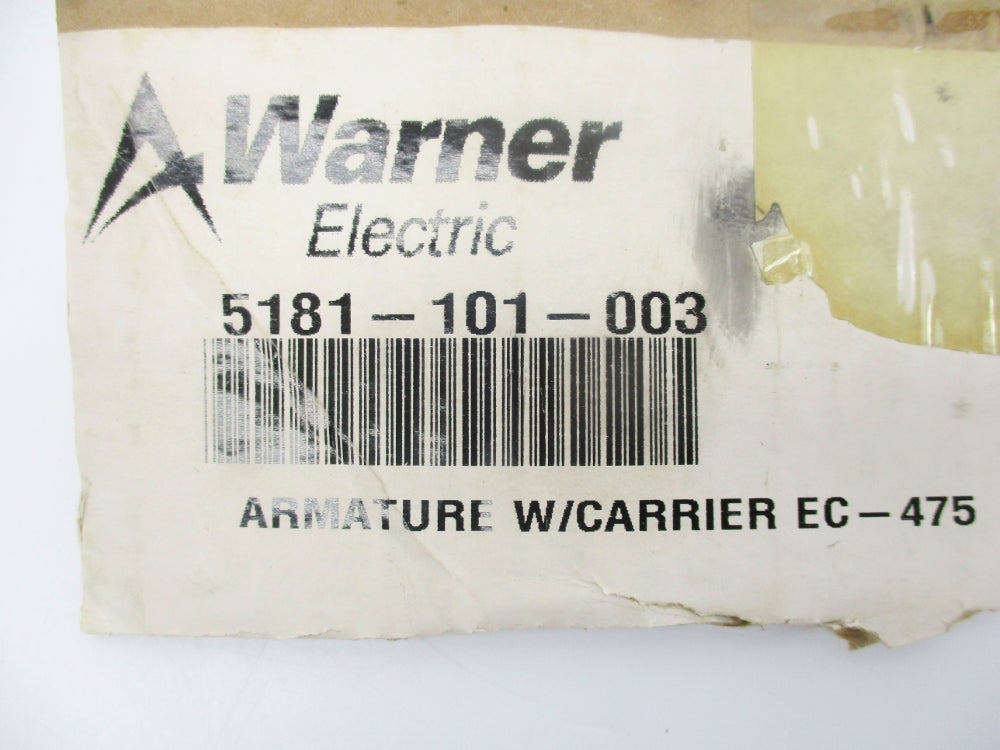 Warner
Electric
5181-101-003
ARMATURE W/CARRIER EC-475